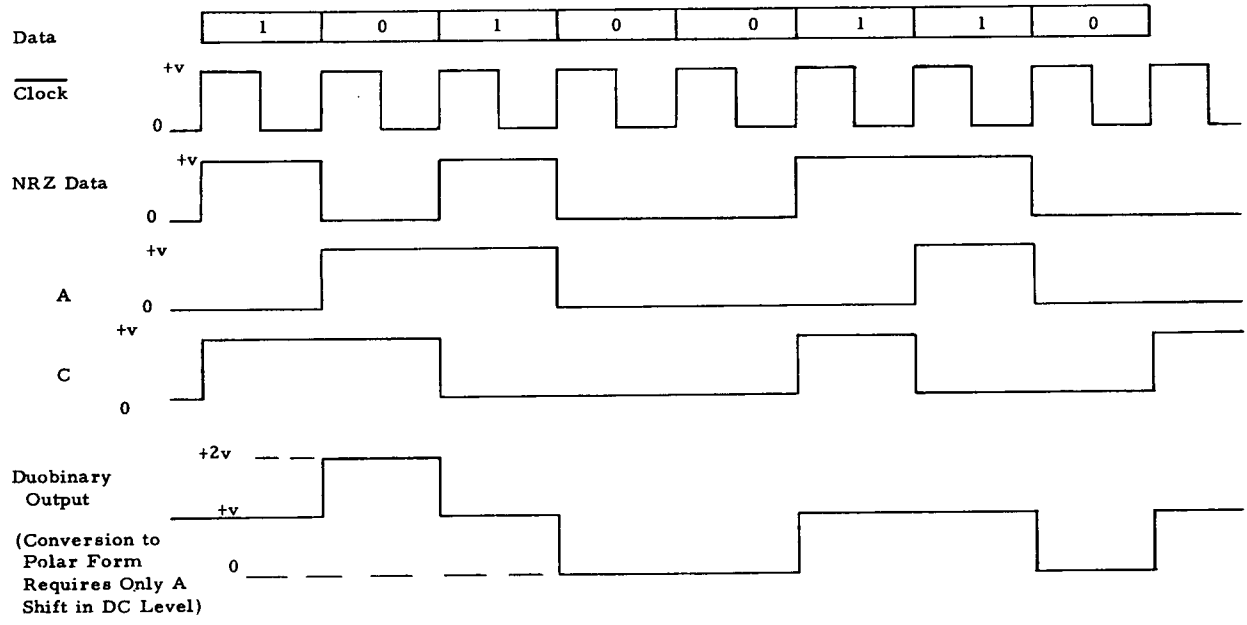 Data 1 0 1 0 0 1 1 0
+v
Clock
0
+v
NRZ Data
0
+v
A
0
+v
C
0
+2v
Duobinary
Output
+v
(Conversion to
Polar Form
0
Requires Only A
Shift in DC Level)